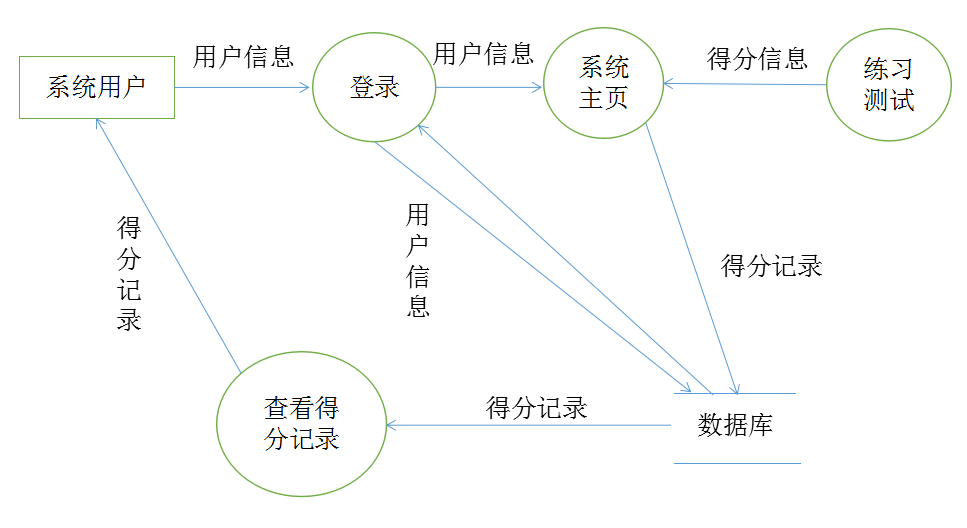 用户信息
用户信息
得分信息
系统用户
登录
系统
主页
练习
测试
用
户
信
息
得
分
记
录
得分记录
查看得
分记录
得分记录
数据库